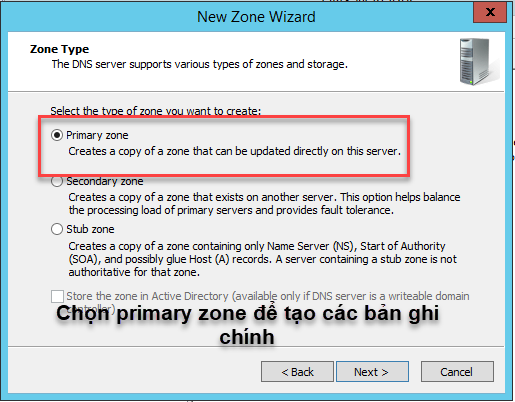 New Zone Wizard
X
Zone Type
The DNS server supports various types of zones and storage.
Select the type of zone you want to create:
Primary zone
Creates a copy of a zone that can be updated directly on this server.
Secondary zone
Creates a copy of a zone that exists on another server. This option helps balance
the processing load of primary servers and provides fault tolerance.
Stub zone
Creates a copy of a zone containing only Name Server (NS), Start of Authority
(SOA), and possibly glue Host (A) records. A server containing a stub zone is not
authoritative for that zone.
Store the zone in Active Directory (available only if DNS server is a writeable domain
controller)
Chọn primary zone để tạo các bản ghi
chính
< Back
Next >
Cancel